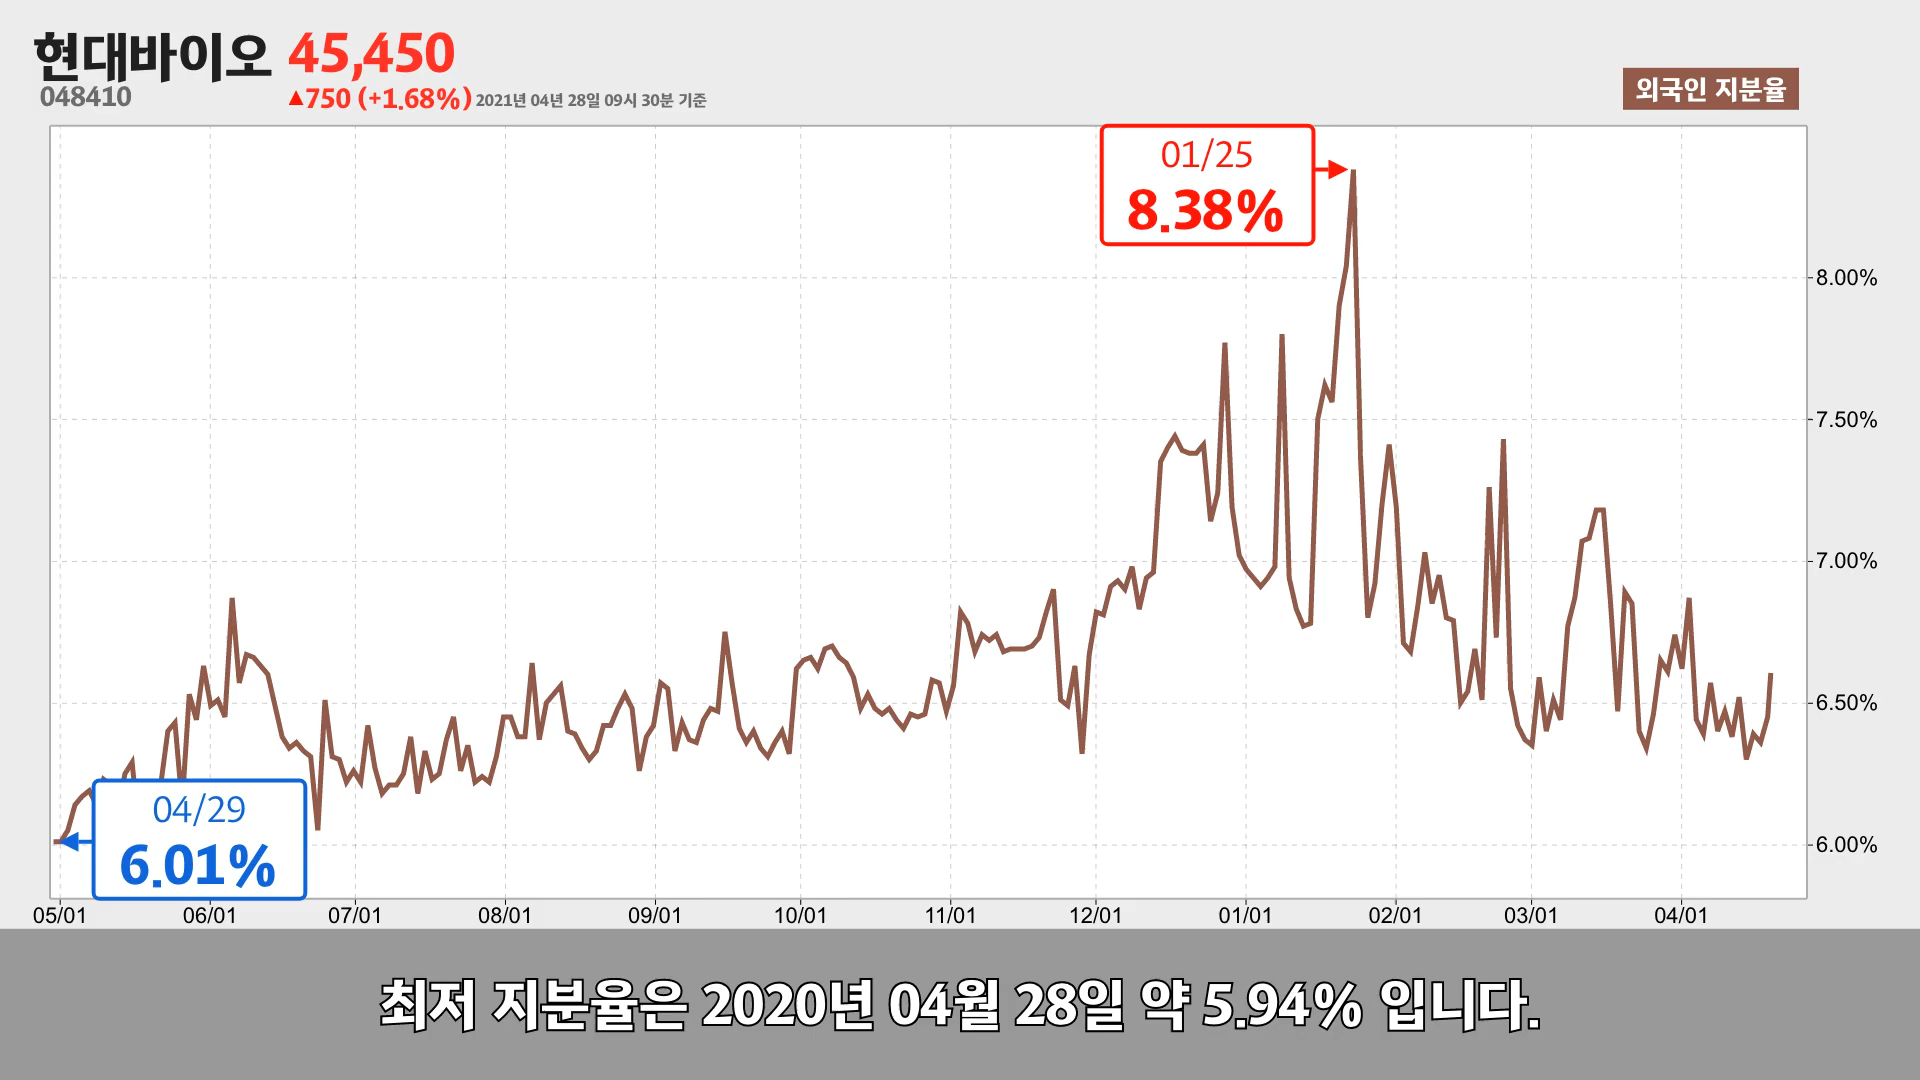 현대바이오 45,450
048410 ▲750 (+1.68%) 2021년 04년 28일 09시 30분 기준
외국인 지분율
01/25
8.38%
8.00%
7.50%
7.00%
6.50%
6.00%
04/29
6.01%
05/01 06/01 07/01 08/01 09/01 10/01 11/01 12/01 01/01 02/01 03/01 04/01
최저 지분율은 2020년 04월 28일 약 5.94% 입니다.